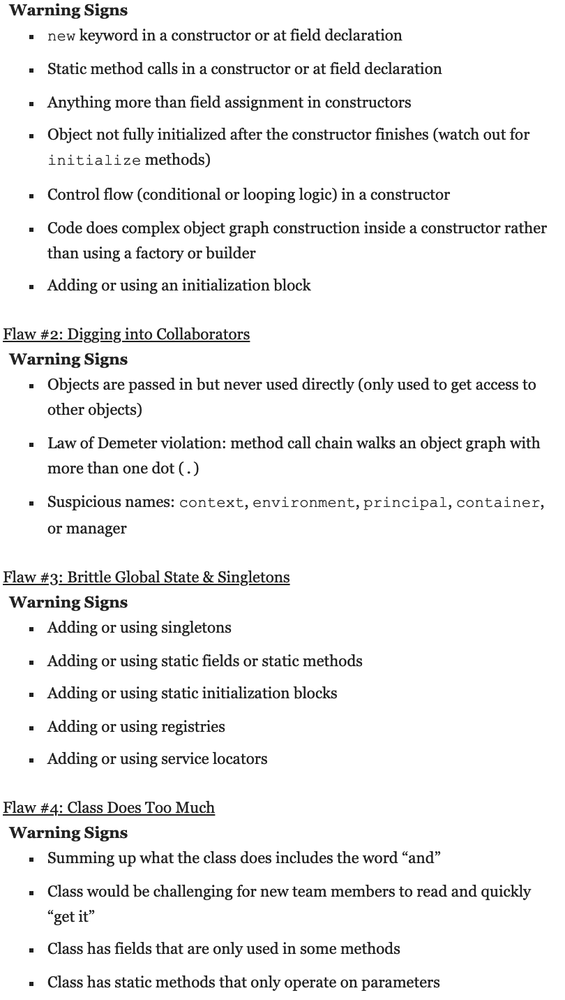 Warning Signs
▪ new keyword in a constructor or at field declaration
▪ Static method calls in a constructor or at field declaration
▪ Anything more than field assignment in constructors
▪ Object not fully initialized after the constructor finishes (watch out for
initialize methods)
▪ Control flow (conditional or looping logic) in a constructor
▪ Code does complex object graph construction inside a constructor rather
than using a factory or builder
▪ Adding or using an initialization block
Flaw #2: Digging into Collaborators
Warning Signs
▪ Objects are passed in but never used directly (only used to get access to
other objects)
▪ Law of Demeter violation: method call chain walks an object graph with
more than one dot (.)
▪ Suspicious names: context, environment, principal, container,
or manager
Flaw #3: Brittle Global State & Singletons
Warning Signs
▪ Adding or using singletons
▪ Adding or using static fields or static methods
▪ Adding or using static initialization blocks
▪ Adding or using registries
▪ Adding or using service locators
Flaw #4: Class Does Too Much
Warning Signs
▪ Summing up what the class does includes the word “and”
▪ Class would be challenging for new team members to read and quickly
“get it”
▪ Class has fields that are only used in some methods
▪ Class has static methods that only operate on parameters